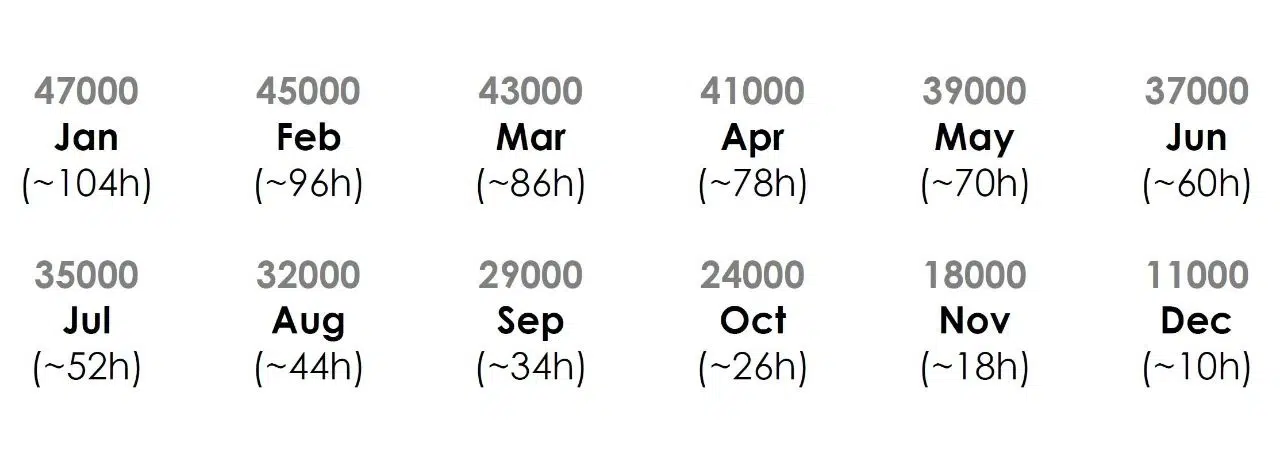 47000 45000 43000 41000 39000 37000
Jan Feb Mar Apr May Jun
(~104h) (~96h) (~86h) (~78h) (~70h) (~60h)
35000 32000 29000 24000 18000 11000
Jul Aug Sep Oct Nov Dec
(~52h) (~44h) (~34h) (~26h) (~18h) (~10h)